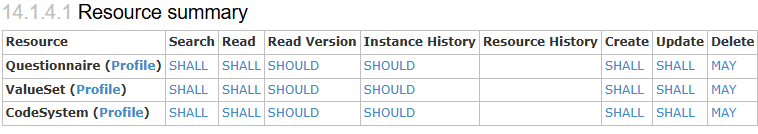 14.1.4.1 Resource summary
Resource Search Read Read Version Instance History Resource History Create Update Delete
Questionnaire (Profile) SHALL SHALL SHOULD SHOULD SHALL SHALL MAY
ValueSet (Profile) SHALL SHALL SHOULD SHOULD SHALL SHALL MAY
CodeSystem (Profile) SHALL SHALL SHOULD SHOULD SHALL SHALL MAY